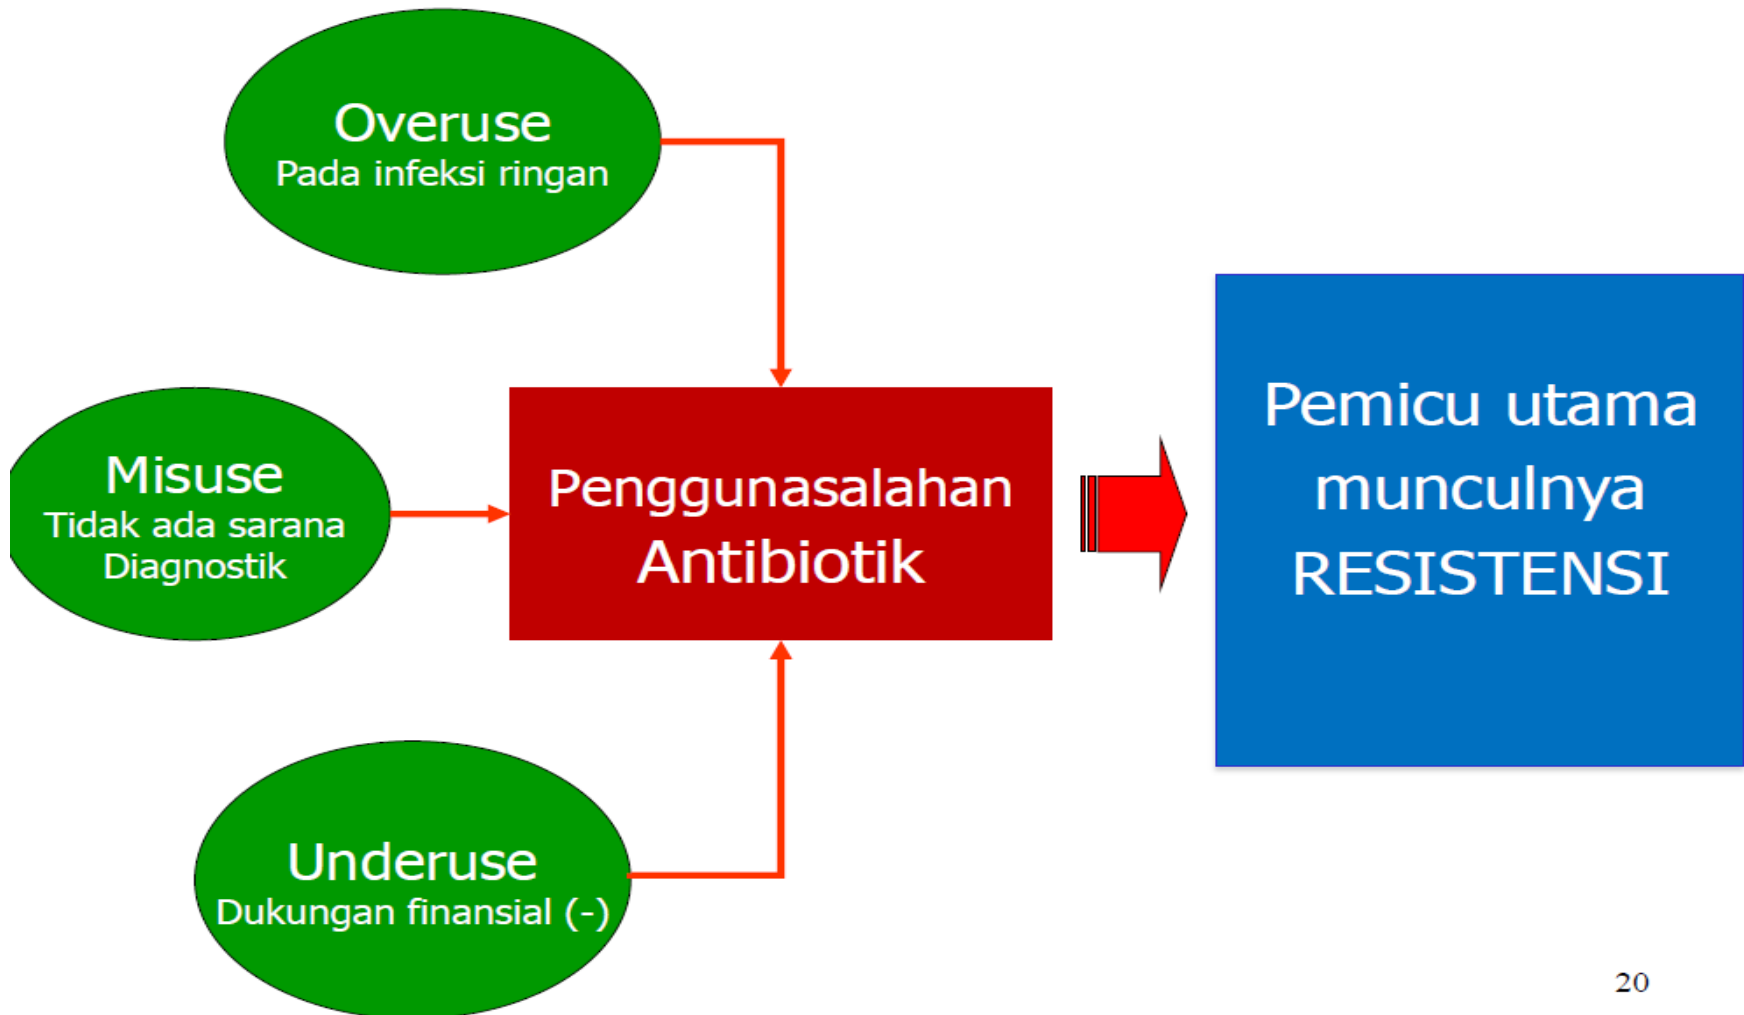 Overuse
Pada infeksi ringan
Misuse
Tidak ada sarana
Diagnostik
Underuse
Dukungan finansial (-)
Penggunasalahan
Antibiotik
Pemicu utama
munculnya
RESISTENSI
20